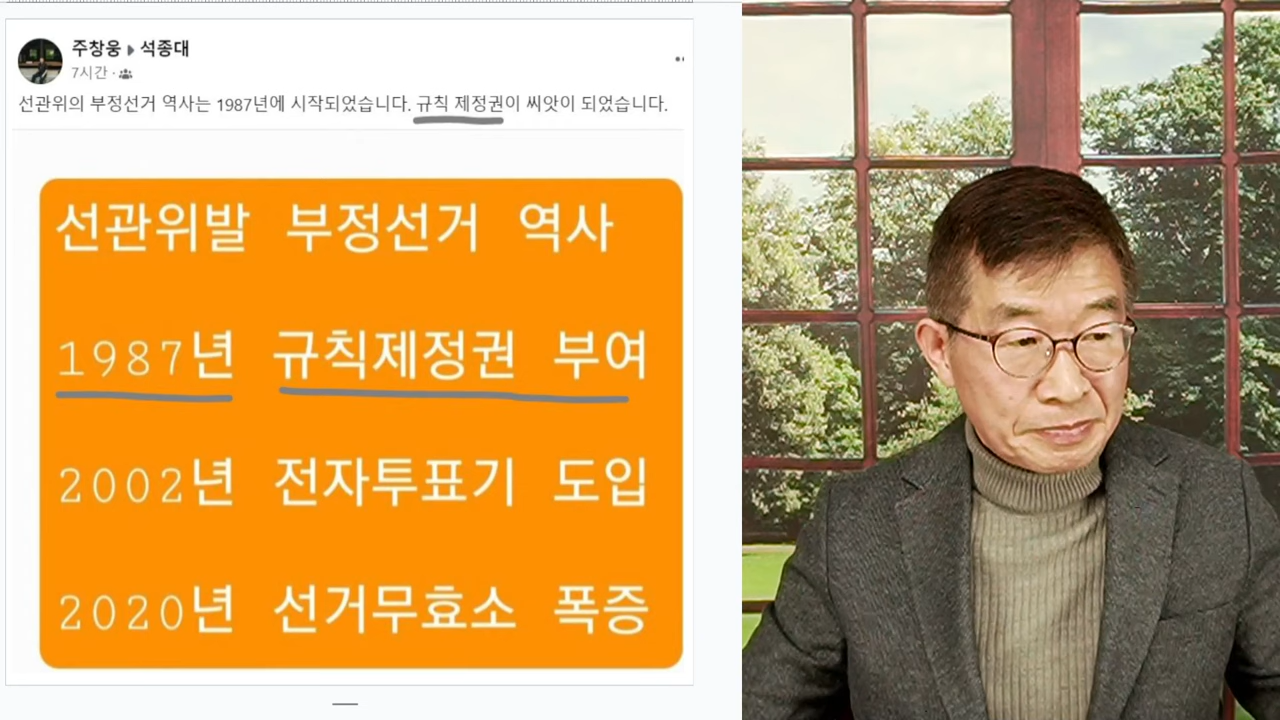 주창웅 ▶ 석종대
7시간 ·
선관위의 부정선거 역사는 1987년에 시작되었습니다. 규칙 제정권이 씨앗이 되었습니다.
선관위발 부정선거 역사
1987년 규칙제정권 부여
2002년 전자투표기 도입
2020년 선거무효소 폭증